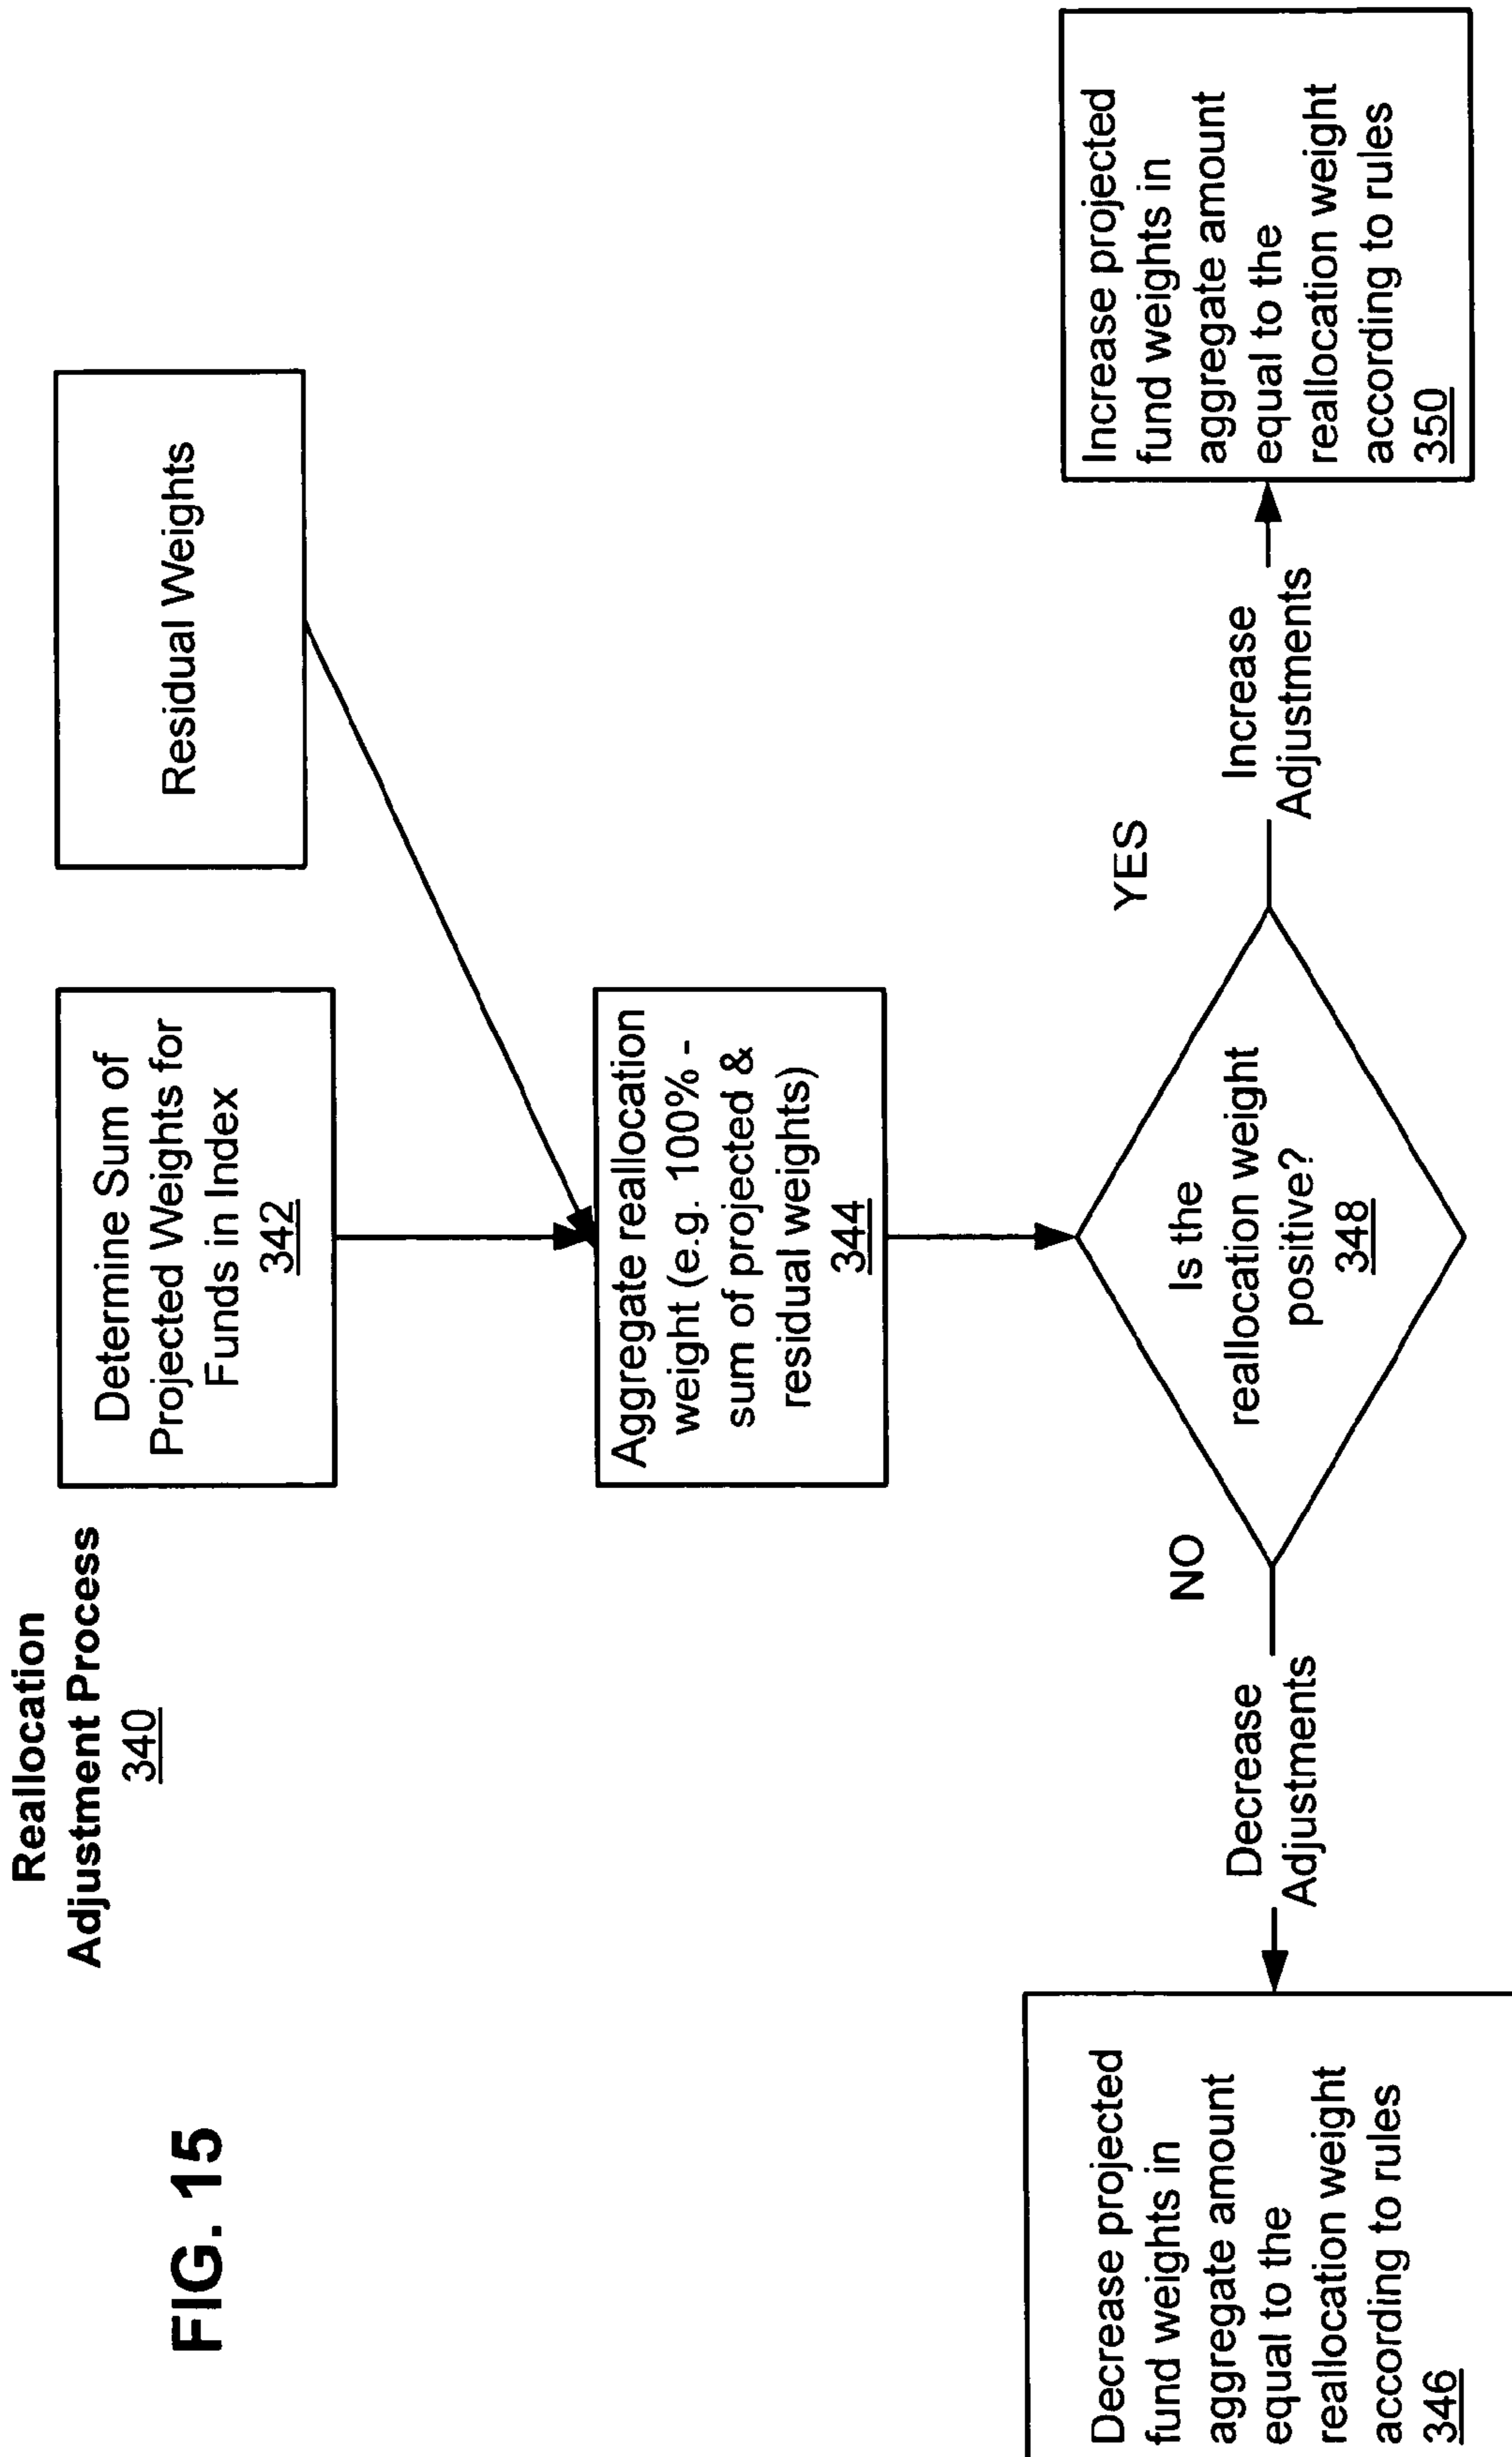 FIG. 15
Reallocation
Adjustment Process
340
Determine Sum of
Projected Weights for
Funds in Index
342
Residual Weights
Aggregate reallocation
weight (e.g. 100% -
sum of projected &
residual weights)
344
Is the
reallocation weight
positive?
348
NO
YES
Decrease
Adjustments
Increase
Adjustments
Decrease projected
fund weights in
aggregate amount
equal to the
reallocation weight
according to rules
346
Increase projected
fund weights in
aggregate amount
equal to the
reallocation weight
according to rules
350